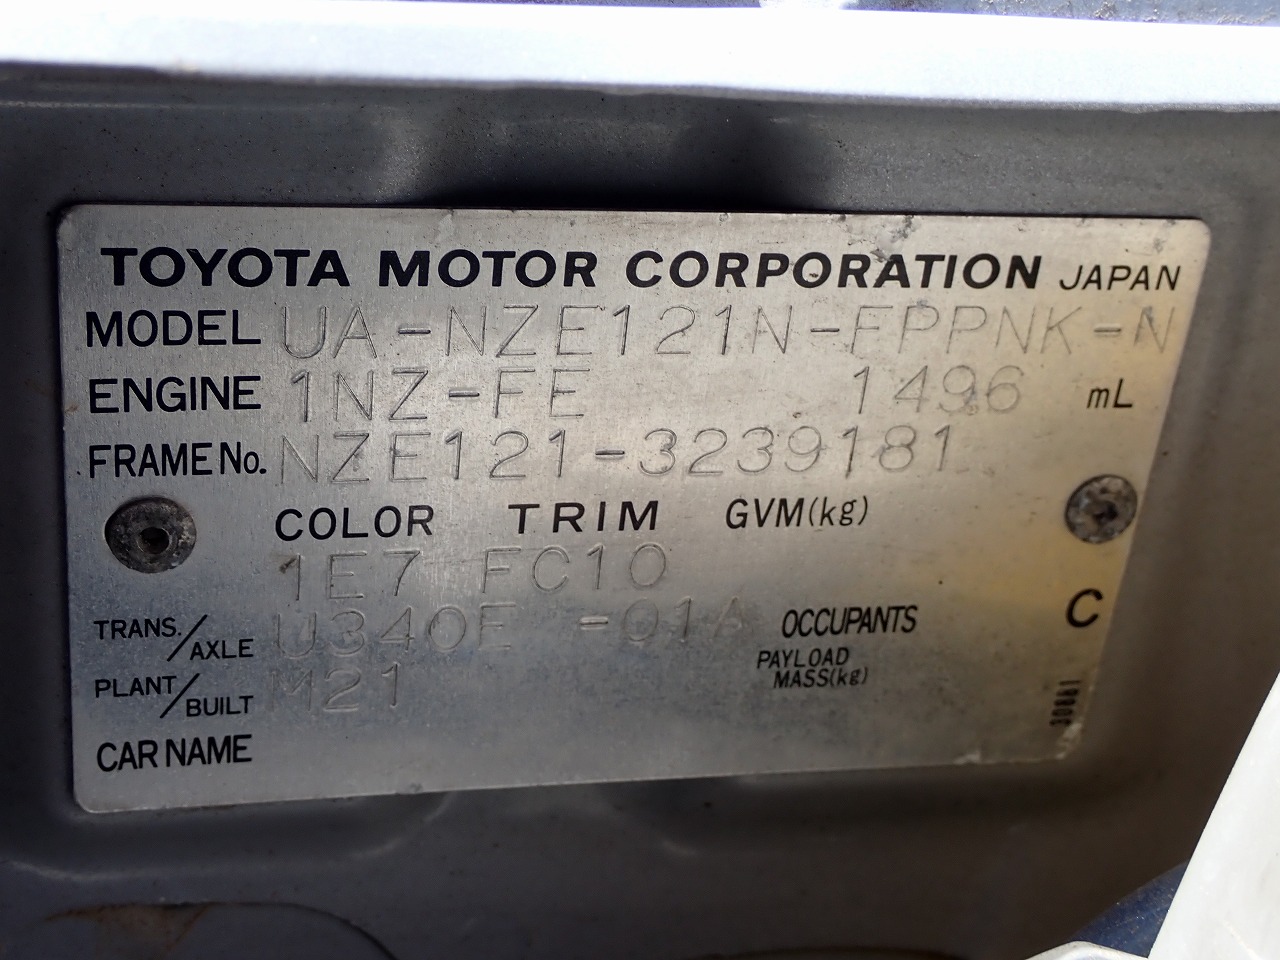 TOYOTA MOTOR CORPORATION JAPAN
MODEL UA-NZE121N-FPPNK-N
ENGINE 1NZ-FE 1496 mL
FRAME No. NZE121-3239181
COLOR TRIM GVM(kg)
1E7 FC10
TRANS./AXLE U340E -01A OCCUPANTS C
PAYLOAD
MASS(kg)
PLANT/BUILT M21
30881
CAR NAME